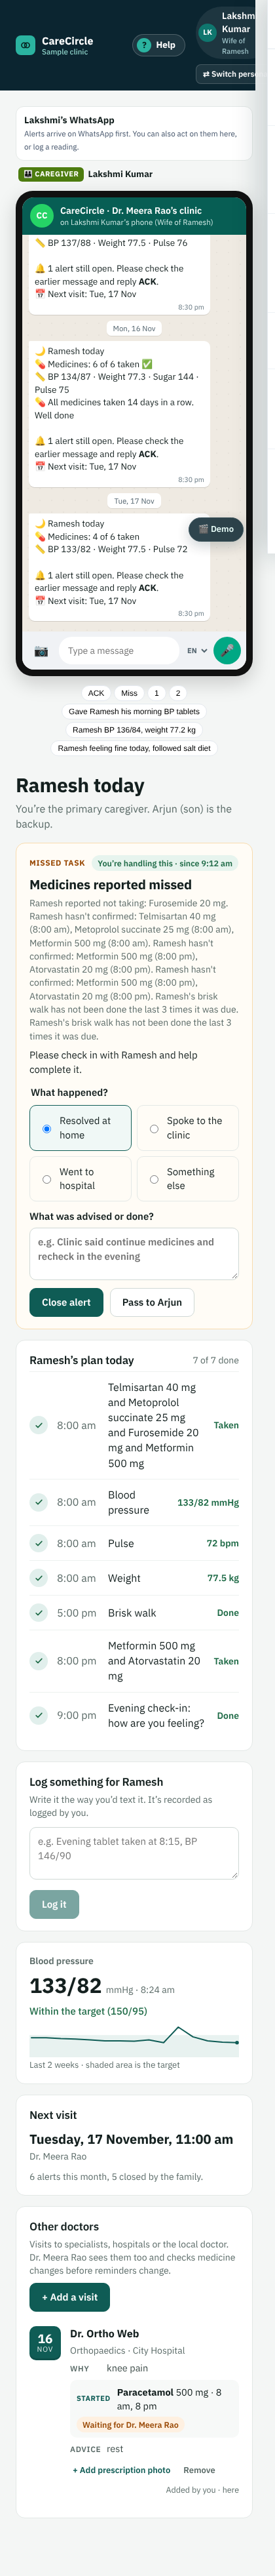 CareCircle
Sample clinic
? Help
LK
Lakshm
Kumar
Wife of
Ramesh
⇄ Switch pers
Lakshmi's WhatsApp
Alerts arrive on WhatsApp first. You can also act on them here,
or log a reading.
👪 CAREGIVER Lakshmi Kumar
CC
CareCircle · Dr. Meera Rao's clinic
on Lakshmi Kumar's phone (Wife of Ramesh)
📏 BP 137/88 · Weight 77.5 · Pulse 76
🔔 1 alert still open. Please check the
earlier message and reply ACK.
📅 Next visit: Tue, 17 Nov
8:30 pm
Mon, 16 Nov
🌙 Ramesh today
💊 Medicines: 6 of 6 taken ✅
📏 BP 134/87 · Weight 77.3 · Sugar 144 ·
Pulse 75
💊 All medicines taken 14 days in a row.
Well done
🔔 1 alert still open. Please check the
earlier message and reply ACK.
📅 Next visit: Tue, 17 Nov
8:30 pm
Tue, 17 Nov
🌙 Ramesh today
💊 Medicines: 4 of 6 taken
📏 BP 133/82 · Weight 77.5 · Pulse 72
🎬 Demo
🔔 1 alert still open. Please check the
earlier message and reply ACK.
📅 Next visit: Tue, 17 Nov
8:30 pm
Type a message
EN
ACK Miss 1 2
Gave Ramesh his morning BP tablets
Ramesh BP 136/84, weight 77.2 kg
Ramesh feeling fine today, followed salt diet
Ramesh today
You're the primary caregiver. Arjun (son) is the
backup.
MISSED TASK You're handling this · since 9:12 am
Medicines reported missed
Ramesh reported not taking: Furosemide 20 mg.
Ramesh hasn't confirmed: Telmisartan 40 mg
(8:00 am), Metoprolol succinate 25 mg (8:00 am),
Metformin 500 mg (8:00 am). Ramesh hasn't
confirmed: Metformin 500 mg (8:00 pm),
Atorvastatin 20 mg (8:00 pm). Ramesh hasn't
confirmed: Metformin 500 mg (8:00 pm),
Atorvastatin 20 mg (8:00 pm). Ramesh's brisk
walk has not been done the last 3 times it was due.
Ramesh's brisk walk has not been done the last 3
times it was due.
Please check in with Ramesh and help
complete it.
What happened?
Resolved at
home
Spoke to the
clinic
Went to
hospital
Something
else
What was advised or done?
e.g. Clinic said continue medicines and
recheck in the evening
Close alert Pass to Arjun
Ramesh's plan today 7 of 7 done
8:00 am
Telmisartan 40 mg
and Metoprolol
succinate 25 mg
and Furosemide 20
mg and Metformin
500 mg
Taken
8:00 am
Blood
pressure
133/82 mmHg
8:00 am Pulse 72 bpm
8:00 am Weight 77.5 kg
5:00 pm Brisk walk Done
8:00 pm
Metformin 500 mg
and Atorvastatin 20
mg
Taken
9:00 pm
Evening check-in:
how are you feeling?
Done
Log something for Ramesh
Write it the way you'd text it. It's recorded as
logged by you.
e.g. Evening tablet taken at 8:15, BP
146/90
Log it
Blood pressure
133/82 mmHg · 8:24 am
Within the target (150/95)
Last 2 weeks · shaded area is the target
Next visit
Tuesday, 17 November, 11:00 am
Dr. Meera Rao
6 alerts this month, 5 closed by the family.
Other doctors
Visits to specialists, hospitals or the local doctor.
Dr. Meera Rao sees them too and checks medicine
changes before reminders change.
+ Add a visit
16
NOV
Dr. Ortho Web
Orthopaedics · City Hospital
WHY knee pain
STARTED
Paracetamol 500 mg · 8
am, 8 pm
Waiting for Dr. Meera Rao
ADVICE rest
+ Add prescription photo Remove
Added by you · here